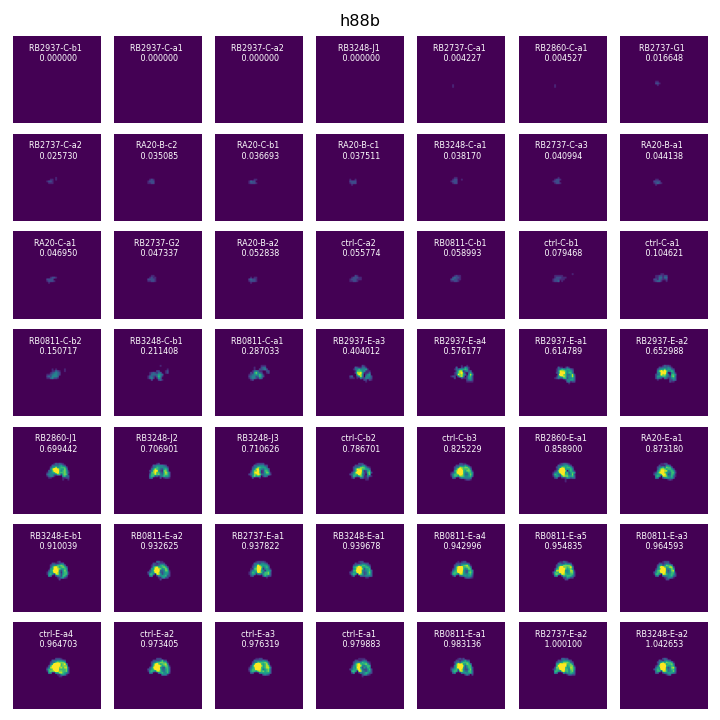 h88b
RB2937-C-b1
0.000000
RB2937-C-a1
0.000000
RB2937-C-a2
0.000000
RB3248-J1
0.000000
RB2737-C-a1
0.004227
RB2860-C-a1
0.004527
RB2737-G1
0.016648
RB2737-C-a2
0.025730
RA20-B-c2
0.035085
RA20-C-b1
0.036693
RA20-B-c1
0.037511
RB3248-C-a1
0.038170
RB2737-C-a3
0.040994
RA20-B-a1
0.044138
RA20-C-a1
0.046950
RB2737-G2
0.047337
RA20-B-a2
0.052838
ctrl-C-a2
0.055774
RB0811-C-b1
0.058993
ctrl-C-b1
0.079468
ctrl-C-a1
0.104621
RB0811-C-b2
0.150717
RB3248-C-b1
0.211408
RB0811-C-a1
0.287033
RB2937-E-a3
0.404012
RB2937-E-a4
0.576177
RB2937-E-a1
0.614789
RB2937-E-a2
0.652988
RB2860-J1
0.699442
RB3248-J2
0.706901
RB3248-J3
0.710626
ctrl-C-b2
0.786701
ctrl-C-b3
0.825229
RB2860-E-a1
0.858900
RA20-E-a1
0.873180
RB3248-E-b1
0.910039
RB0811-E-a2
0.932625
RB2737-E-a1
0.937822
RB3248-E-a1
0.939678
RB0811-E-a4
0.942996
RB0811-E-a5
0.954835
RB0811-E-a3
0.964593
ctrl-E-a4
0.964703
ctrl-E-a2
0.973405
ctrl-E-a3
0.976319
ctrl-E-a1
0.979883
RB0811-E-a1
0.983136
RB2737-E-a2
1.000100
RB3248-E-a2
1.042653